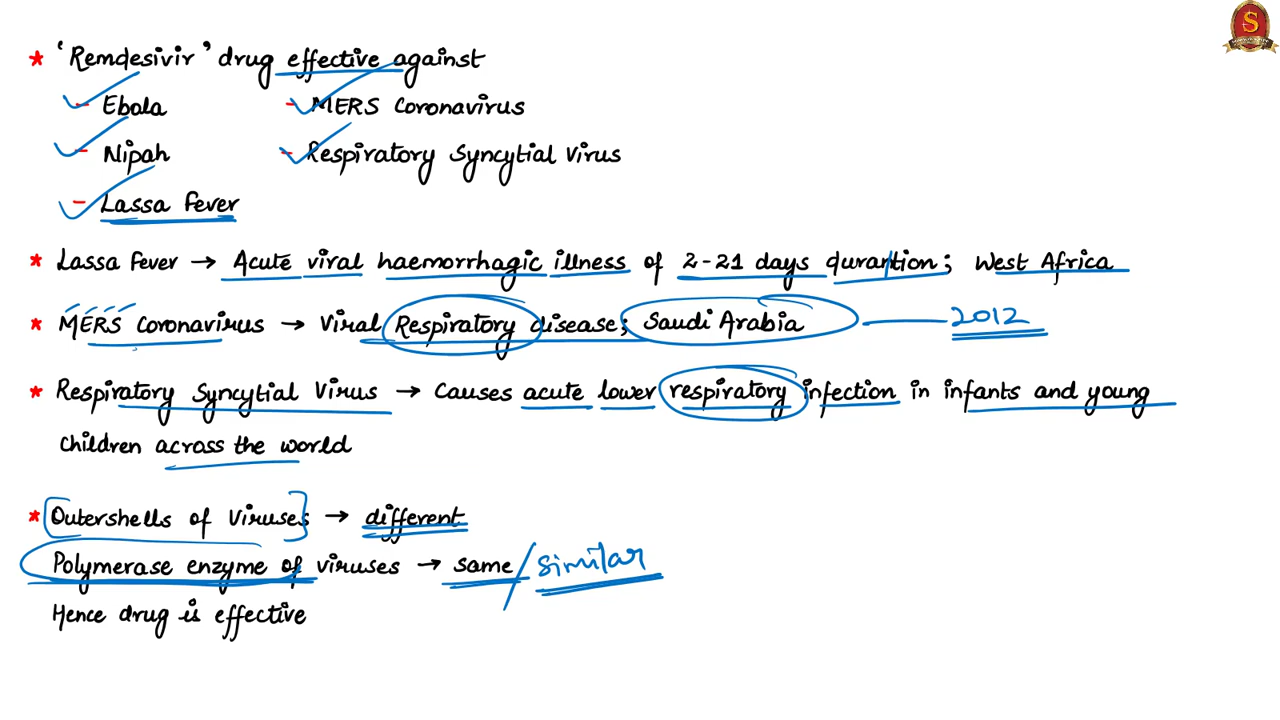 * 'Remdesivir' drug effective against
- Ebola - MERS Coronavirus
- Nipah - Respiratory Syncytial Virus
- Lassa Fever
* Lassa Fever → Acute viral haemorrhagic illness of 2-21 days qurartion; West Africa
* MERS Coronavirus → Viral Respiratory disease; Saudi Arabia — 2012
* Respiratory Syncytial Virus → Causes acute lower respiratory infection in infants and young
children across the world
* [Outershells of Viruses] → different
Polymerase enzyme of viruses → same / similar
Hence drug is effective
S